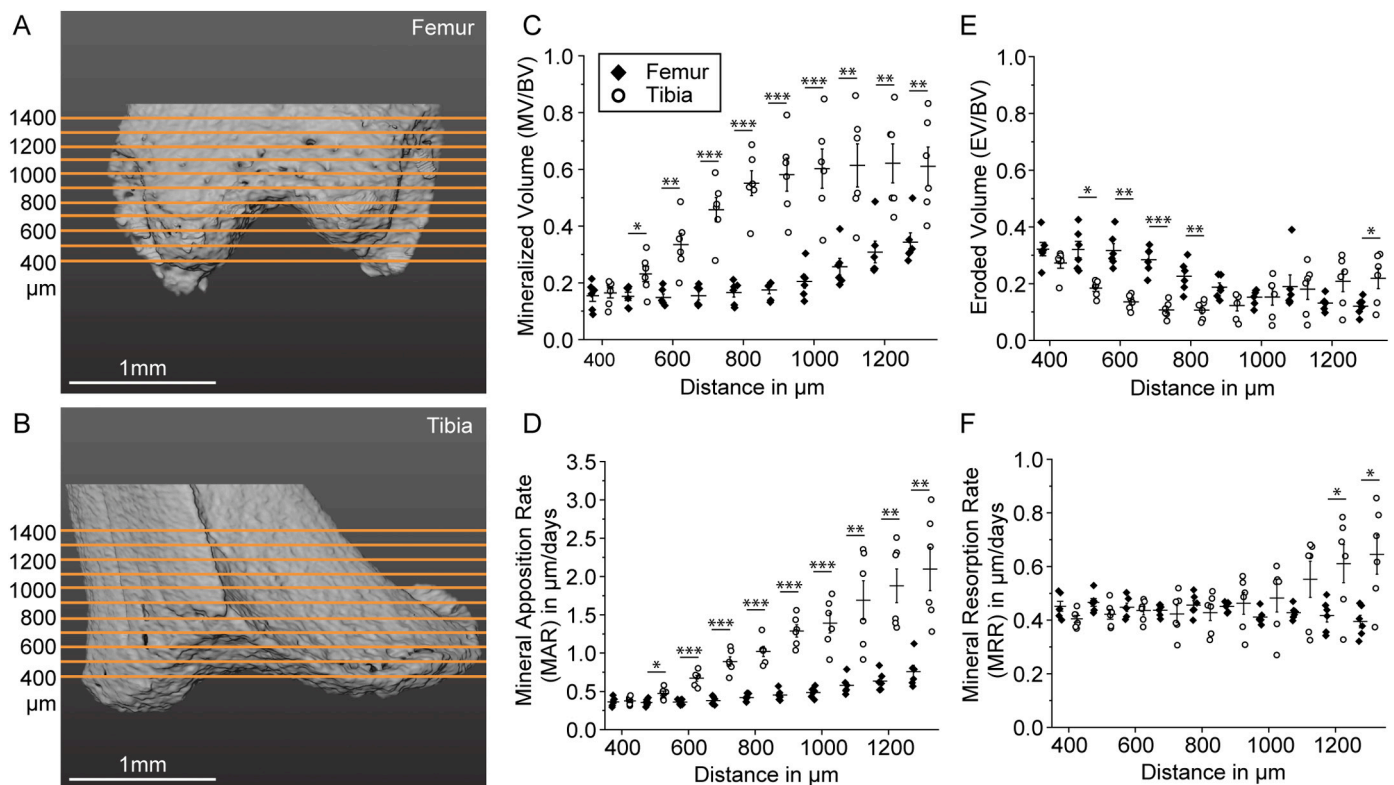 A
Femur
1400
1200
1000
800
600
400
µm
1mm
B
Tibia
1400
1200
1000
800
600
400
µm
1mm
C
Mineralized Volume (MV/BV)
1.0
0.8
0.6
0.4
0.2
0.0
Femur
Tibia
* ** *** *** *** *** ** ** **
400 600 800 1000 1200
Distance in µm
D
Mineral Apposition Rate
(MAR) in µm/days
3.5
3.0
2.5
2.0
1.5
1.0
0.5
0.0
* *** *** *** *** *** ** ** **
400 600 800 1000 1200
Distance in µm
E
Eroded Volume (EV/BV)
1.0
0.8
0.6
0.4
0.2
0.0
* ** *** ** *
400 600 800 1000 1200
Distance in µm
F
Mineral Resorption Rate
(MRR) in µm/days
1.0
0.8
0.6
0.4
0.2
0.0
* *
400 600 800 1000 1200
Distance in µm